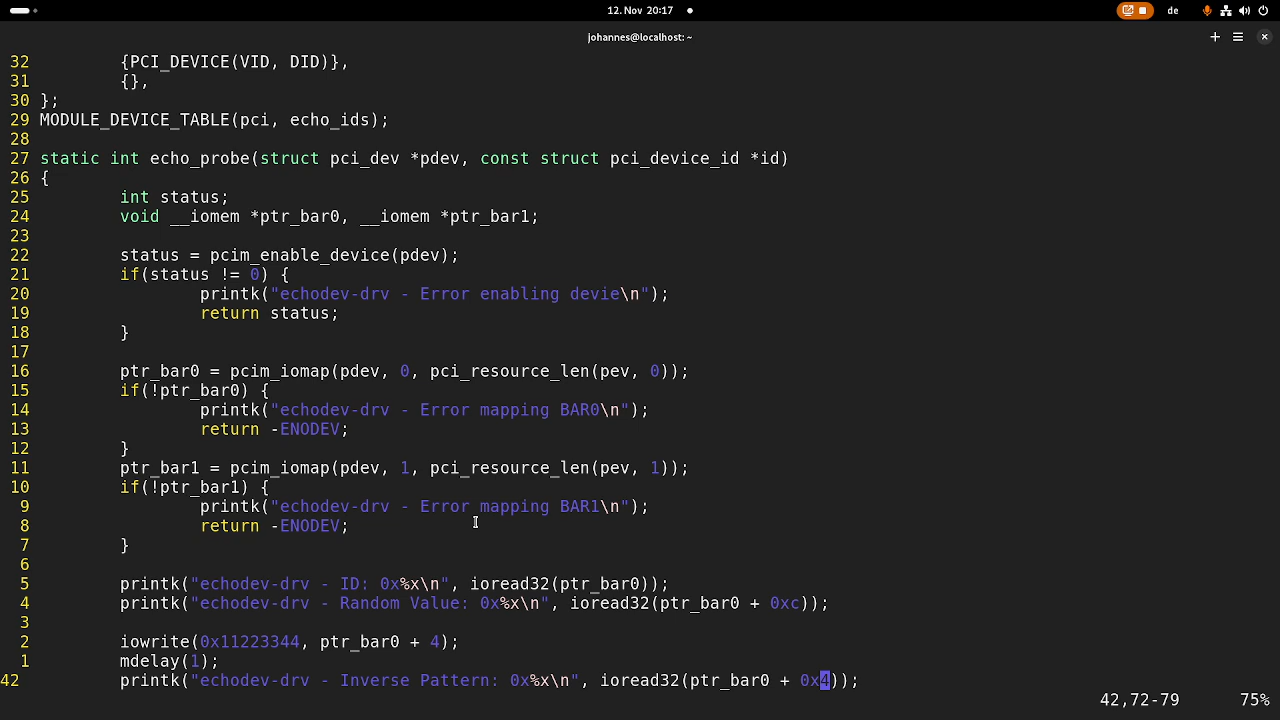 12. Nov 20:17
de
johannes@localhost: ~
32 {PCI_DEVICE(VID, DID)},
31 {},
30 };
29 MODULE_DEVICE_TABLE(pci, echo_ids);
28
27 static int echo_probe(struct pci_dev *pdev, const struct pci_device_id *id)
26 {
25 int status;
24 void __iomem *ptr_bar0, __iomem *ptr_bar1;
23
22 status = pcim_enable_device(pdev);
21 if(status != 0) {
20 printk("echodev-drv - Error enabling devie\n");
19 return status;
18 }
17
16 ptr_bar0 = pcim_iomap(pdev, 0, pci_resource_len(pev, 0));
15 if(!ptr_bar0) {
14 printk("echodev-drv - Error mapping BAR0\n");
13 return -ENODEV;
12 }
11 ptr_bar1 = pcim_iomap(pdev, 1, pci_resource_len(pev, 1));
10 if(!ptr_bar1) {
9 printk("echodev-drv - Error mapping BAR1\n");
8 return -ENODEV;
7 }
6
5 printk("echodev-drv - ID: 0x%x\n", ioread32(ptr_bar0));
4 printk("echodev-drv - Random Value: 0x%x\n", ioread32(ptr_bar0 + 0xc));
3
2 iowrite(0x11223344, ptr_bar0 + 4);
1 mdelay(1);
42 printk("echodev-drv - Inverse Pattern: 0x%x\n", ioread32(ptr_bar0 + 0x4));
42,72-79 75%